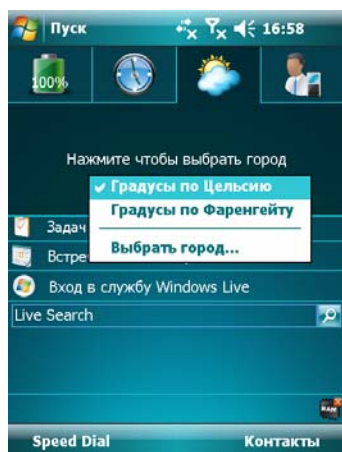 Пуск 16:58
100%
Нажмите чтобы выбрать город
Градусы по Цельсию
Градусы по Фаренгейту
Выбрать город...
Задач
Встре
Вход в службу Windows Live
Live Search
RAM
Speed Dial Контакты